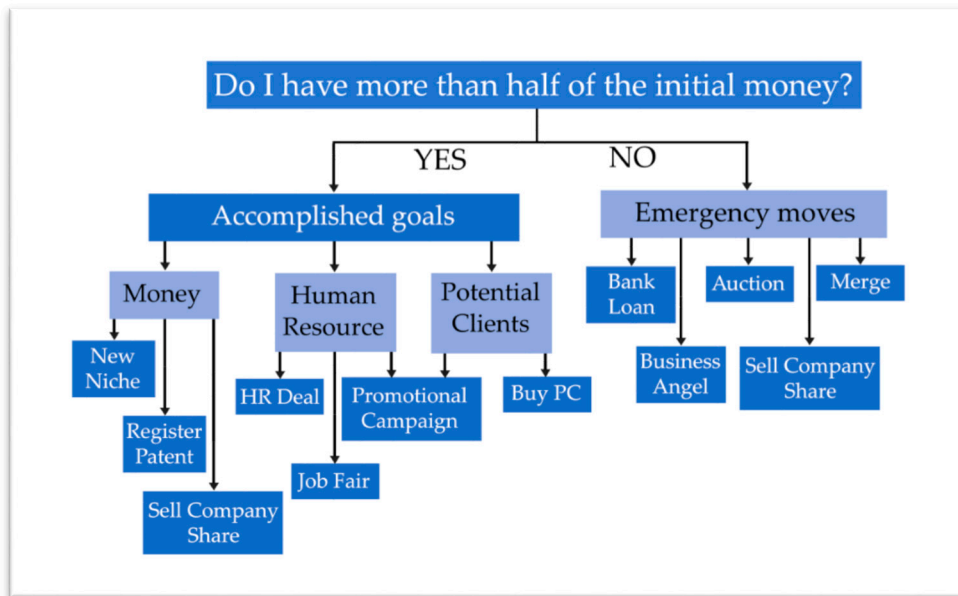 Do I have more than half of the initial money?
YES
NO
Accomplished goals
Emergency moves
Money
Human
Resource
Potential
Clients
Bank
Loan
Auction
Merge
New
Niche
HR Deal
Promotional
Campaign
Buy PC
Business
Angel
Sell Company
Share
Register
Patent
Job Fair
Sell Company
Share